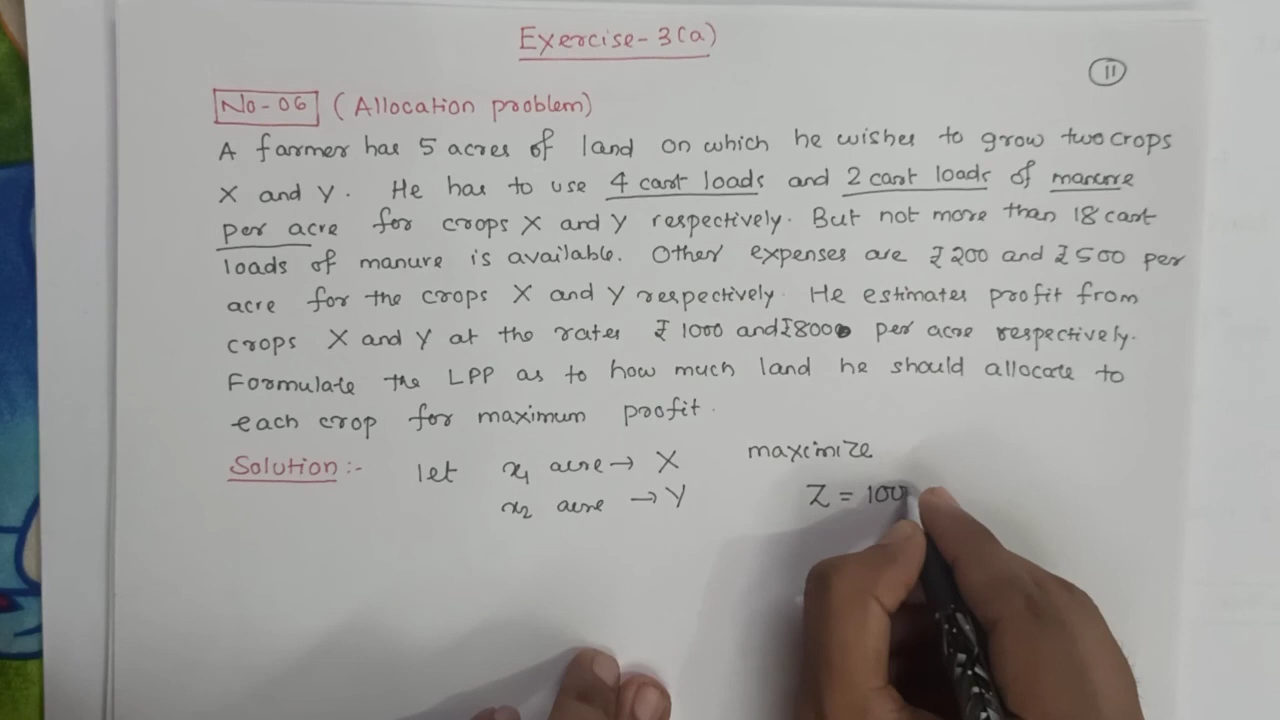 Exercise-3(a)
11
No-06 (Allocation problem)
A farmer has 5 acres of land on which he wishes to grow two crops
X and Y. He has to use 4 cart loads and 2 cart loads of manure
per acre for crops X and Y respectively. But not more than 18 cart
loads of manure is available. Other expenses are ₹200 and ₹500 per
acre for the crops X and Y respectively. He estimates profit from
crops X and Y at the rates ₹1000 and ₹800 per acre respectively.
Formulate the LPP as to how much land he should allocate to
each crop for maximum profit.
Solution:- let x1 acre → X maximize
x2 acre → Y Z = 100